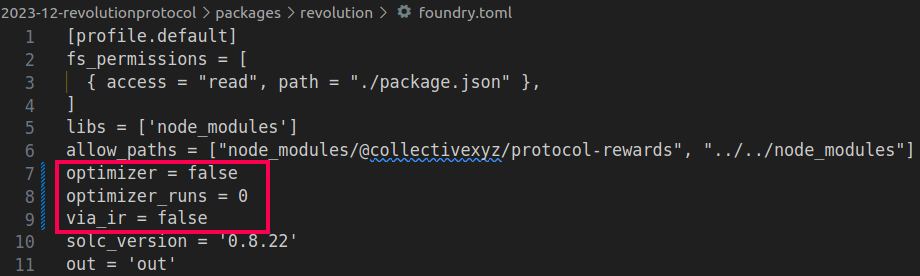 2023-12-revolutionprotocol > packages > revolution > foundry.toml
1 [profile.default]
2 fs_permissions = [
3   { access = "read", path = "./package.json" },
4 ]
5 libs = ['node_modules']
6 allow_paths = ["node_modules/@collectivexyz/protocol-rewards", "../../node_modules"]
7 optimizer = false
8 optimizer_runs = 0
9 via_ir = false
10 solc_version = '0.8.22'
11 out = 'out'